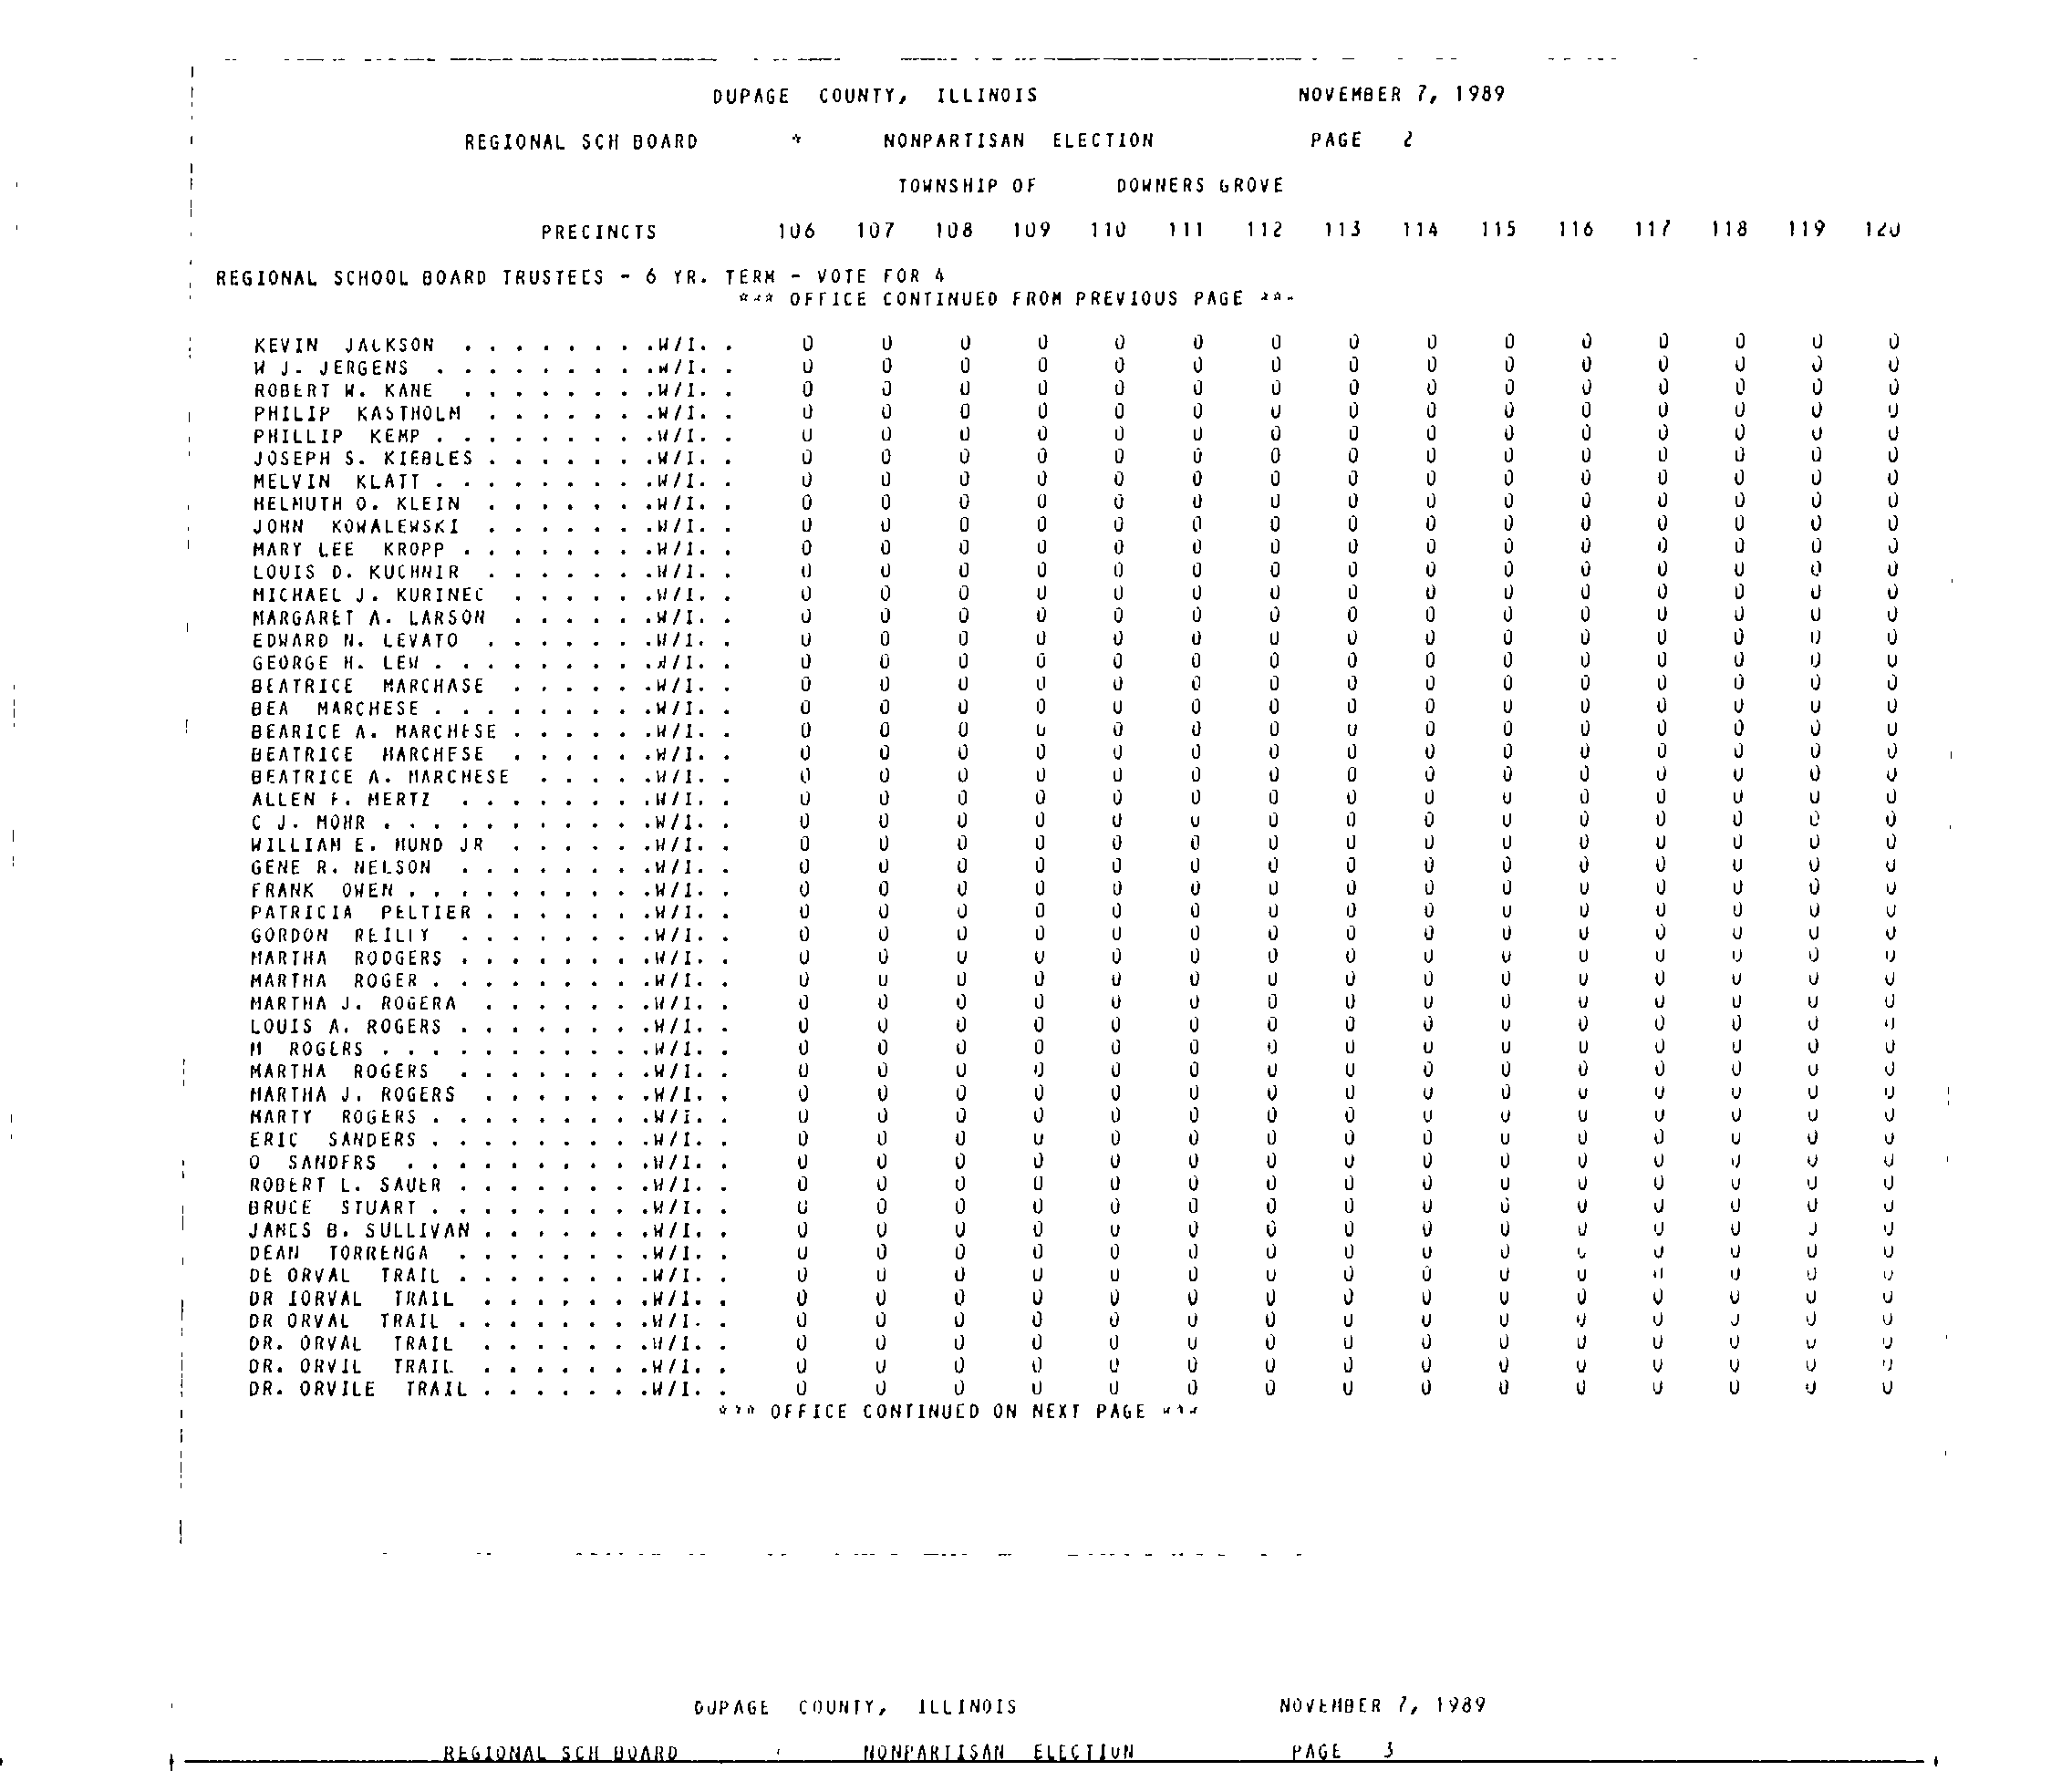 DUPAGE COUNTY, ILLINOIS NOVEMBER 7, 1989
REGIONAL SCH BOARD * NONPARTISAN ELECTION PAGE 2
TOWNSHIP OF DOWNERS GROVE
PRECINCTS 106 107 108 109 110 111 112 113 114 115 116 117 118 119 120
REGIONAL SCHOOL BOARD TRUSTEES - 6 YR. TERM - VOTE FOR 4
*** OFFICE CONTINUED FROM PREVIOUS PAGE ***
KEVIN JACKSON . . . . . . . .W/I. . 0 0 0 0 0 0 0 0 0 0 0 0 0 0 0
W J. JERGENS . . . . . . . . .W/I. . 0 0 0 0 0 0 0 0 0 0 0 0 0 0 0
ROBERT W. KANE . . . . . . . .W/I. . 0 0 0 0 0 0 0 0 0 0 0 0 0 0 0
PHILIP KASTHOLM . . . . . . .W/I. . 0 0 0 0 0 0 0 0 0 0 0 0 0 0 0
PHILLIP KEMP . . . . . . . . .W/I. . 0 0 0 0 0 0 0 0 0 0 0 0 0 0 0
JOSEPH S. KIEBLES . . . . . . .W/I. . 0 0 0 0 0 0 0 0 0 0 0 0 0 0 0
MELVIN KLATT . . . . . . . . .W/I. . 0 0 0 0 0 0 0 0 0 0 0 0 0 0 0
HELMUTH O. KLEIN . . . . . . .W/I. . 0 0 0 0 0 0 0 0 0 0 0 0 0 0 0
JOHN KOWALEWSKI . . . . . . .W/I. . 0 0 0 0 0 0 0 0 0 0 0 0 0 0 0
MARY LEE KROPP . . . . . . . .W/I. . 0 0 0 0 0 0 0 0 0 0 0 0 0 0 0
LOUIS D. KUCHNIR . . . . . . .W/I. . 0 0 0 0 0 0 0 0 0 0 0 0 0 0 0
MICHAEL J. KURINEC . . . . . .W/I. . 0 0 0 0 0 0 0 0 0 0 0 0 0 0 0
MARGARET A. LARSON . . . . . .W/I. . 0 0 0 0 0 0 0 0 0 0 0 0 0 0 0
EDWARD N. LEVATO . . . . . . .W/I. . 0 0 0 0 0 0 0 0 0 0 0 0 0 0 0
GEORGE H. LEW . . . . . . . . .W/I. . 0 0 0 0 0 0 0 0 0 0 0 0 0 0 0
BEATRICE MARCHASE . . . . . .W/I. . 0 0 0 0 0 0 0 0 0 0 0 0 0 0 0
BEA MARCHESE . . . . . . . . .W/I. . 0 0 0 0 0 0 0 0 0 0 0 0 0 0 0
BEARICE A. MARCHESE . . . . . .W/I. . 0 0 0 0 0 0 0 0 0 0 0 0 0 0 0
BEATRICE MARCHESE . . . . . .W/I. . 0 0 0 0 0 0 0 0 0 0 0 0 0 0 0
BEATRICE A. MARCHESE . . . . .W/I. . 0 0 0 0 0 0 0 0 0 0 0 0 0 0 0
ALLEN F. MERTZ . . . . . . . .W/I. . 0 0 0 0 0 0 0 0 0 0 0 0 0 0 0
C J. MOHR . . . . . . . . . . .W/I. . 0 0 0 0 0 0 0 0 0 0 0 0 0 0 0
WILLIAM E. MUND JR . . . . . .W/I. . 0 0 0 0 0 0 0 0 0 0 0 0 0 0 0
GENE R. NELSON . . . . . . . .W/I. . 0 0 0 0 0 0 0 0 0 0 0 0 0 0 0
FRANK OWEN . . . . . . . . . .W/I. . 0 0 0 0 0 0 0 0 0 0 0 0 0 0 0
PATRICIA PELTIER . . . . . . .W/I. . 0 0 0 0 0 0 0 0 0 0 0 0 0 0 0
GORDON REILLY . . . . . . . .W/I. . 0 0 0 0 0 0 0 0 0 0 0 0 0 0 0
MARTHA RODGERS . . . . . . . .W/I. . 0 0 0 0 0 0 0 0 0 0 0 0 0 0 0
MARTHA ROGER . . . . . . . . .W/I. . 0 0 0 0 0 0 0 0 0 0 0 0 0 0 0
MARTHA J. ROGERA . . . . . . .W/I. . 0 0 0 0 0 0 0 0 0 0 0 0 0 0 0
LOUIS A. ROGERS . . . . . . . .W/I. . 0 0 0 0 0 0 0 0 0 0 0 0 0 0 0
M ROGERS . . . . . . . . . . .W/I. . 0 0 0 0 0 0 0 0 0 0 0 0 0 0 0
MARTHA ROGERS . . . . . . . .W/I. . 0 0 0 0 0 0 0 0 0 0 0 0 0 0 0
MARTHA J. ROGERS . . . . . . .W/I. . 0 0 0 0 0 0 0 0 0 0 0 0 0 0 0
MARTY ROGERS . . . . . . . . .W/I. . 0 0 0 0 0 0 0 0 0 0 0 0 0 0 0
ERIC SANDERS . . . . . . . . .W/I. . 0 0 0 0 0 0 0 0 0 0 0 0 0 0 0
O SANDERS . . . . . . . . . .W/I. . 0 0 0 0 0 0 0 0 0 0 0 0 0 0 0
ROBERT L. SAUER . . . . . . . .W/I. . 0 0 0 0 0 0 0 0 0 0 0 0 0 0 0
BRUCE STUART . . . . . . . . .W/I. . 0 0 0 0 0 0 0 0 0 0 0 0 0 0 0
JAMES B. SULLIVAN . . . . . . .W/I. . 0 0 0 0 0 0 0 0 0 0 0 0 0 0 0
DEAN TORRENGA . . . . . . . .W/I. . 0 0 0 0 0 0 0 0 0 0 0 0 0 0 0
DE ORVAL TRAIL . . . . . . . .W/I. . 0 0 0 0 0 0 0 0 0 0 0 0 0 0 0
DR IORVAL TRAIL . . . . . . .W/I. . 0 0 0 0 0 0 0 0 0 0 0 0 0 0 0
DR ORVAL TRAIL . . . . . . . .W/I. . 0 0 0 0 0 0 0 0 0 0 0 0 0 0 0
DR. ORVAL TRAIL . . . . . . .W/I. . 0 0 0 0 0 0 0 0 0 0 0 0 0 0 0
DR. ORVIL TRAIL . . . . . . .W/I. . 0 0 0 0 0 0 0 0 0 0 0 0 0 0 0
DR. ORVILE TRAIL . . . . . . .W/I. . 0 0 0 0 0 0 0 0 0 0 0 0 0 0 0
*** OFFICE CONTINUED ON NEXT PAGE ***
DUPAGE COUNTY, ILLINOIS NOVEMBER 7, 1989
REGIONAL SCH BOARD NONPARTISAN ELECTION PAGE 3